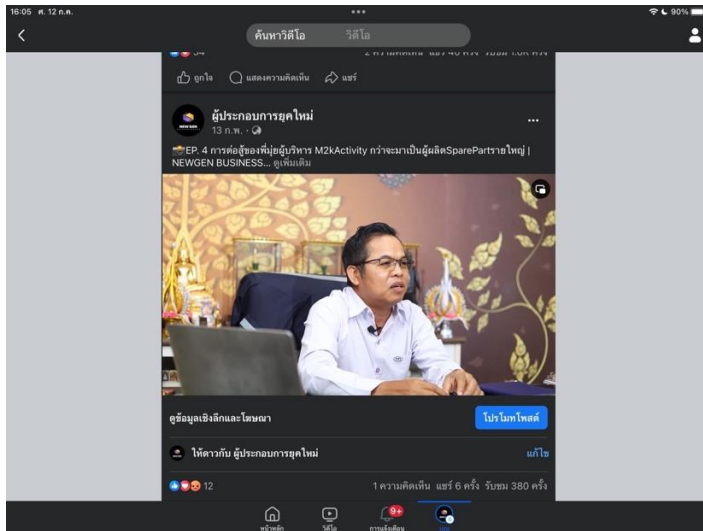 16:05 ศ. 12 ก.ค.
90%
ค้นหาวิดีโอ วิดีโอ
ถูกใจ แสดงความคิดเห็น แชร์
ผู้ประกอบการยุคใหม่
13 ก.พ.
EP. 4 การต่อสู้ของพี่มุ่ยผู้บริหาร M2kActivity กว่าจะมาเป็นผู้ผลิตSparePartรายใหญ่ |
NEWGEN BUSINESS... ดูเพิ่มเติม
ดูข้อมูลเชิงลึกและโฆษณา
โปรโมทโพสต์
ให้ดาวกับ ผู้ประกอบการยุคใหม่
แก้ไข
12
1 ความคิดเห็น แชร์ 6 ครั้ง รับชม 380 ครั้ง
9+
หน้าหลัก วิดีโอ การแจ้งเตือน